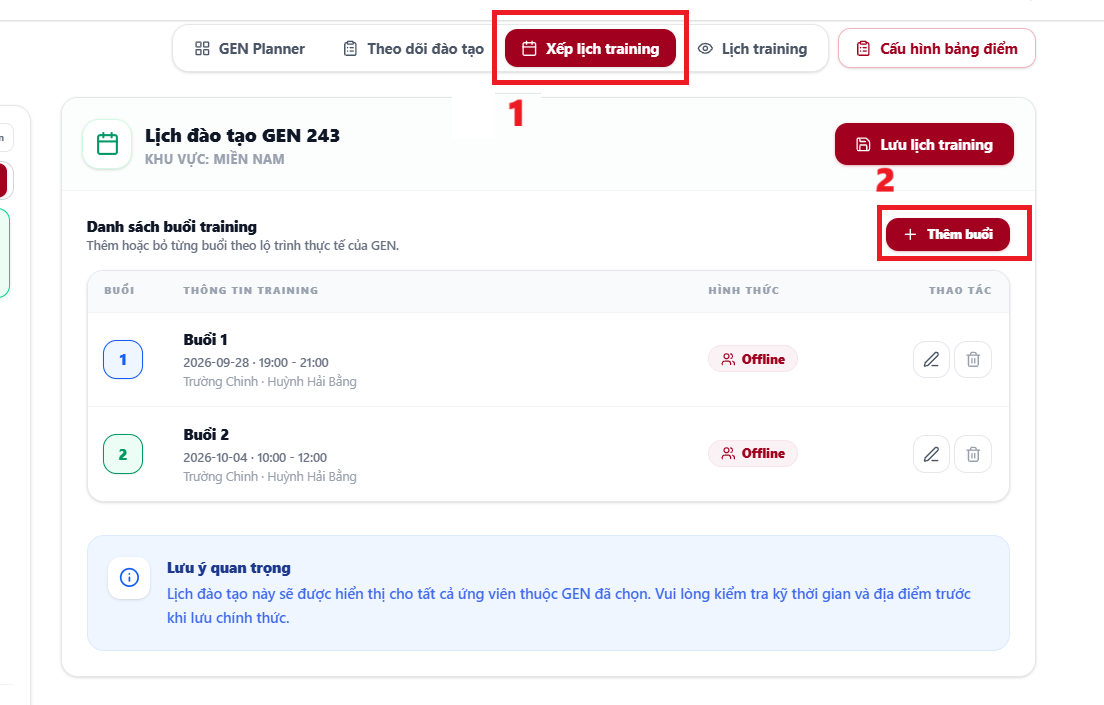 GEN Planner
Theo dõi đào tạo
Xếp lịch training
Lịch training
Cấu hình bảng điểm
1
Lịch đào tạo GEN 243
KHU VỰC: MIỀN NAM
Lưu lịch training
2
Danh sách buổi training
Thêm hoặc bỏ từng buổi theo lộ trình thực tế của GEN.
+ Thêm buổi
BUỔI THÔNG TIN TRAINING HÌNH THỨC THAO TÁC
1
Buổi 1
2026-09-28 · 19:00 - 21:00
Trường Chinh · Huỳnh Hải Bằng
Offline
2
Buổi 2
2026-10-04 · 10:00 - 12:00
Trường Chinh · Huỳnh Hải Bằng
Offline
Lưu ý quan trọng
Lịch đào tạo này sẽ được hiển thị cho tất cả ứng viên thuộc GEN đã chọn. Vui lòng kiểm tra kỹ thời gian và địa điểm trước
khi lưu chính thức.